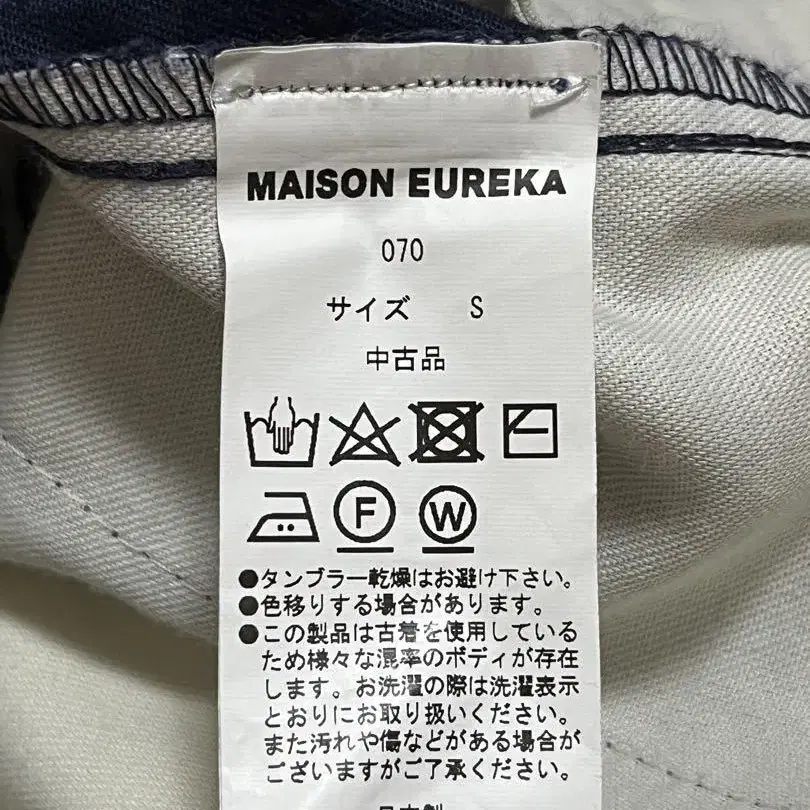 MAISON EUREKA
070
サイズ S
中古品
F W
●タンブラー乾燥はお避け下さい。
●色移りする場合があります。
●この製品は古着を使用している
ため様々な混率のボディが存在
します。お洗濯の際は洗濯表示
とおりにお取り扱いください。
また汚れや傷などがある場合が
ございますがご了承ください。